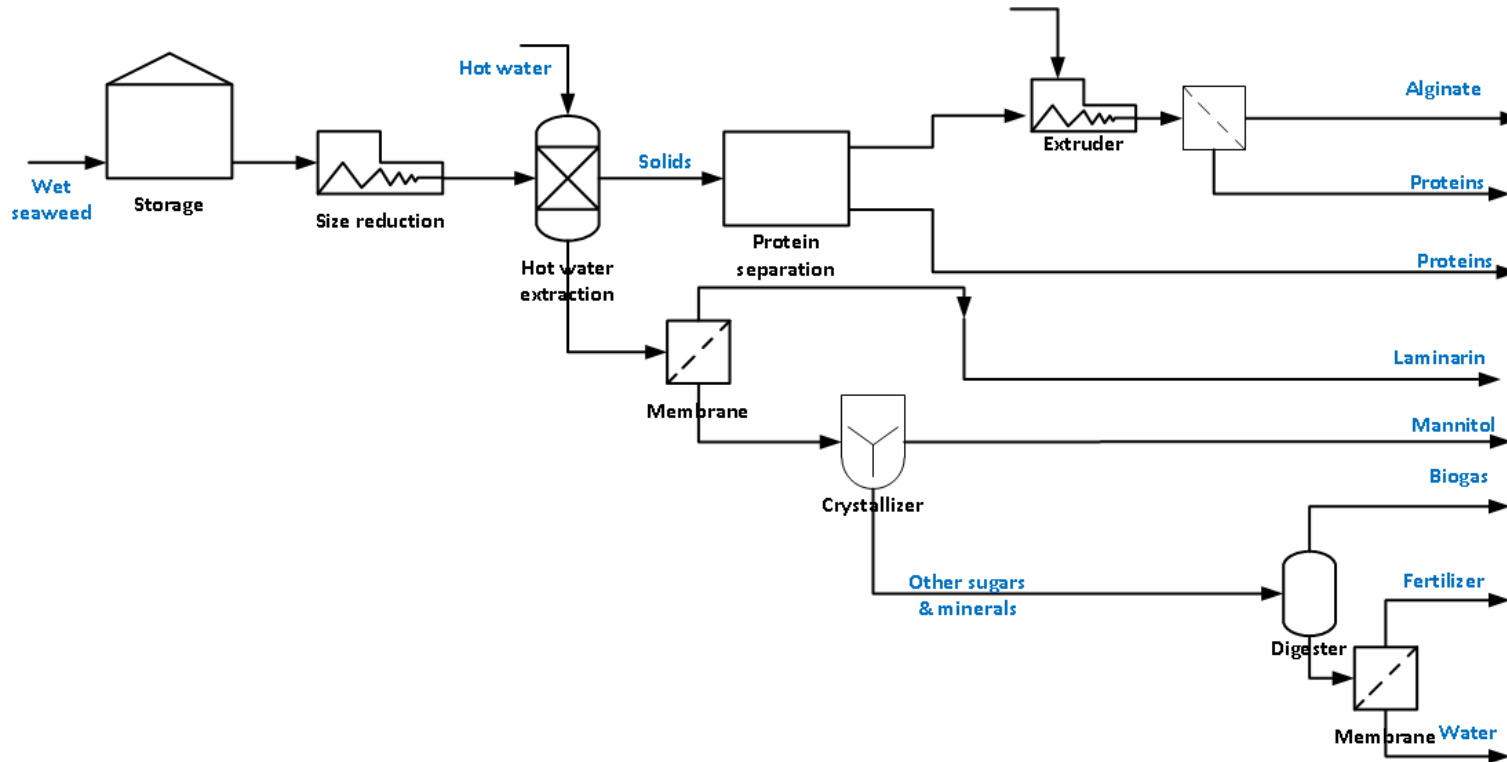 Hot water
Alginate
Extruder
Wet
seaweed
Storage
Size reduction
Solids
Proteins
Protein
separation
Proteins
Hot water
extraction
Laminarin
Membrane
Mannitol
Crystallizer
Biogas
Other sugars
& minerals
Fertilizer
Digester
Membrane
Water